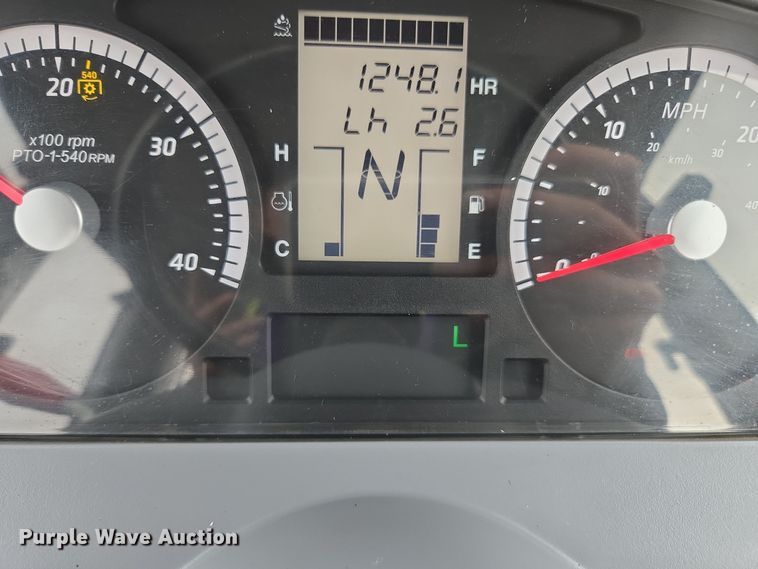 1248.1 HR
Lh 2.6
N
H
C
F
E
20
540
30
40
x100 rpm
PTO-1-540RPM
L
MPH
0
10
20
0
10
20
30
40
km/h
Purple Wave Auction